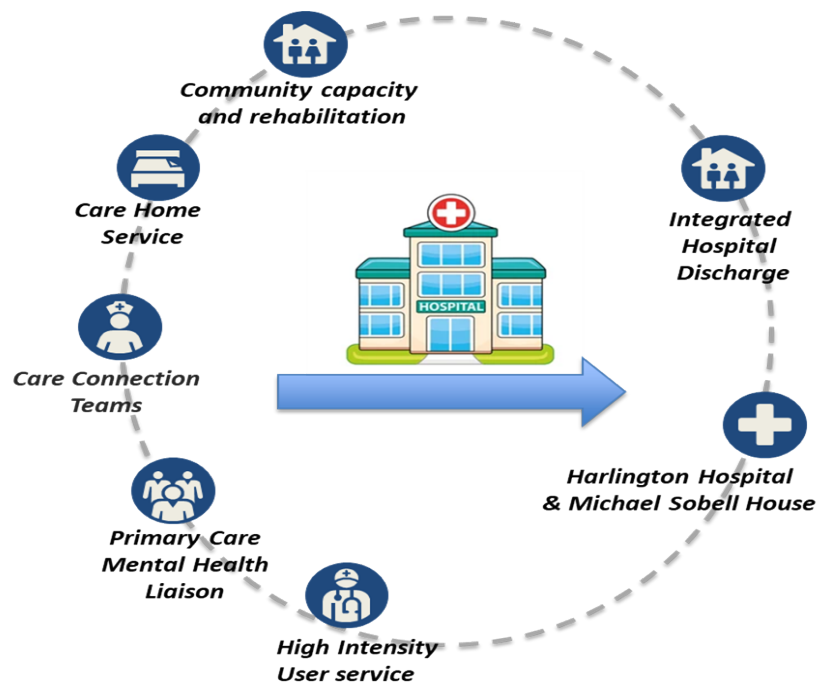 Community capacity
and rehabilitation
Care Home
Service
Integrated
Hospital
Discharge
HOSPITAL
Care Connection
Teams
Harlington Hospital
& Michael Sobell House
Primary Care
Mental Health
Liaison
High Intensity
User service